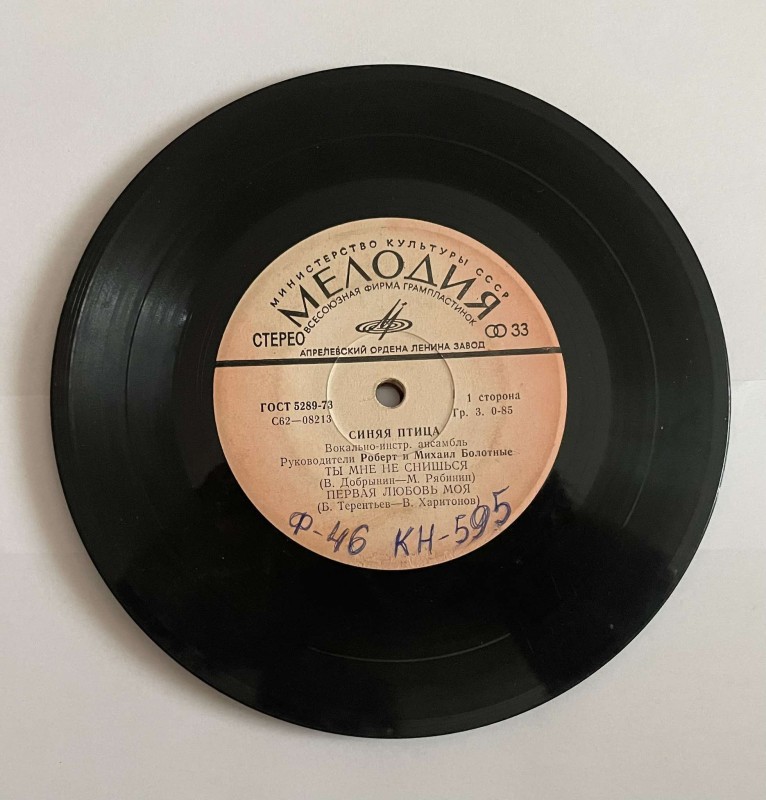 МИНИСТЕРСТВО КУЛЬТУРЫ СССР
МЕЛОДИЯ
ВСЕСОЮЗНАЯ ФИРМА ГРАМПЛАСТИНОК
СТЕРЕО
33
АПРЕЛЕВСКИЙ ОРДЕНА ЛЕНИНА ЗАВОД
ГОСТ 5289-73
1 сторона
С62—08213
Гр. 3. 0-85
СИНЯЯ ПТИЦА
Вокально-инстр. ансамбль
Руководители Роберт и Михаил Болотные
ТЫ МНЕ НЕ СНИШЬСЯ
(В. Добрынин—М. Рябинин)
ПЕРВАЯ ЛЮБОВЬ МОЯ
(Б. Терентьев—В. Харитонов)
Ф-46 КН-595